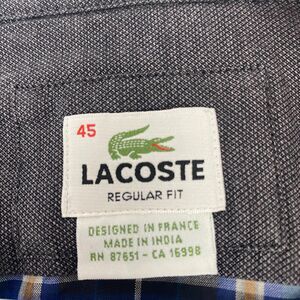 45
LACOSTE
REGULAR FIT
DESIGNED IN FRANCE
MADE IN INDIA
RN 87651 - CA 16998